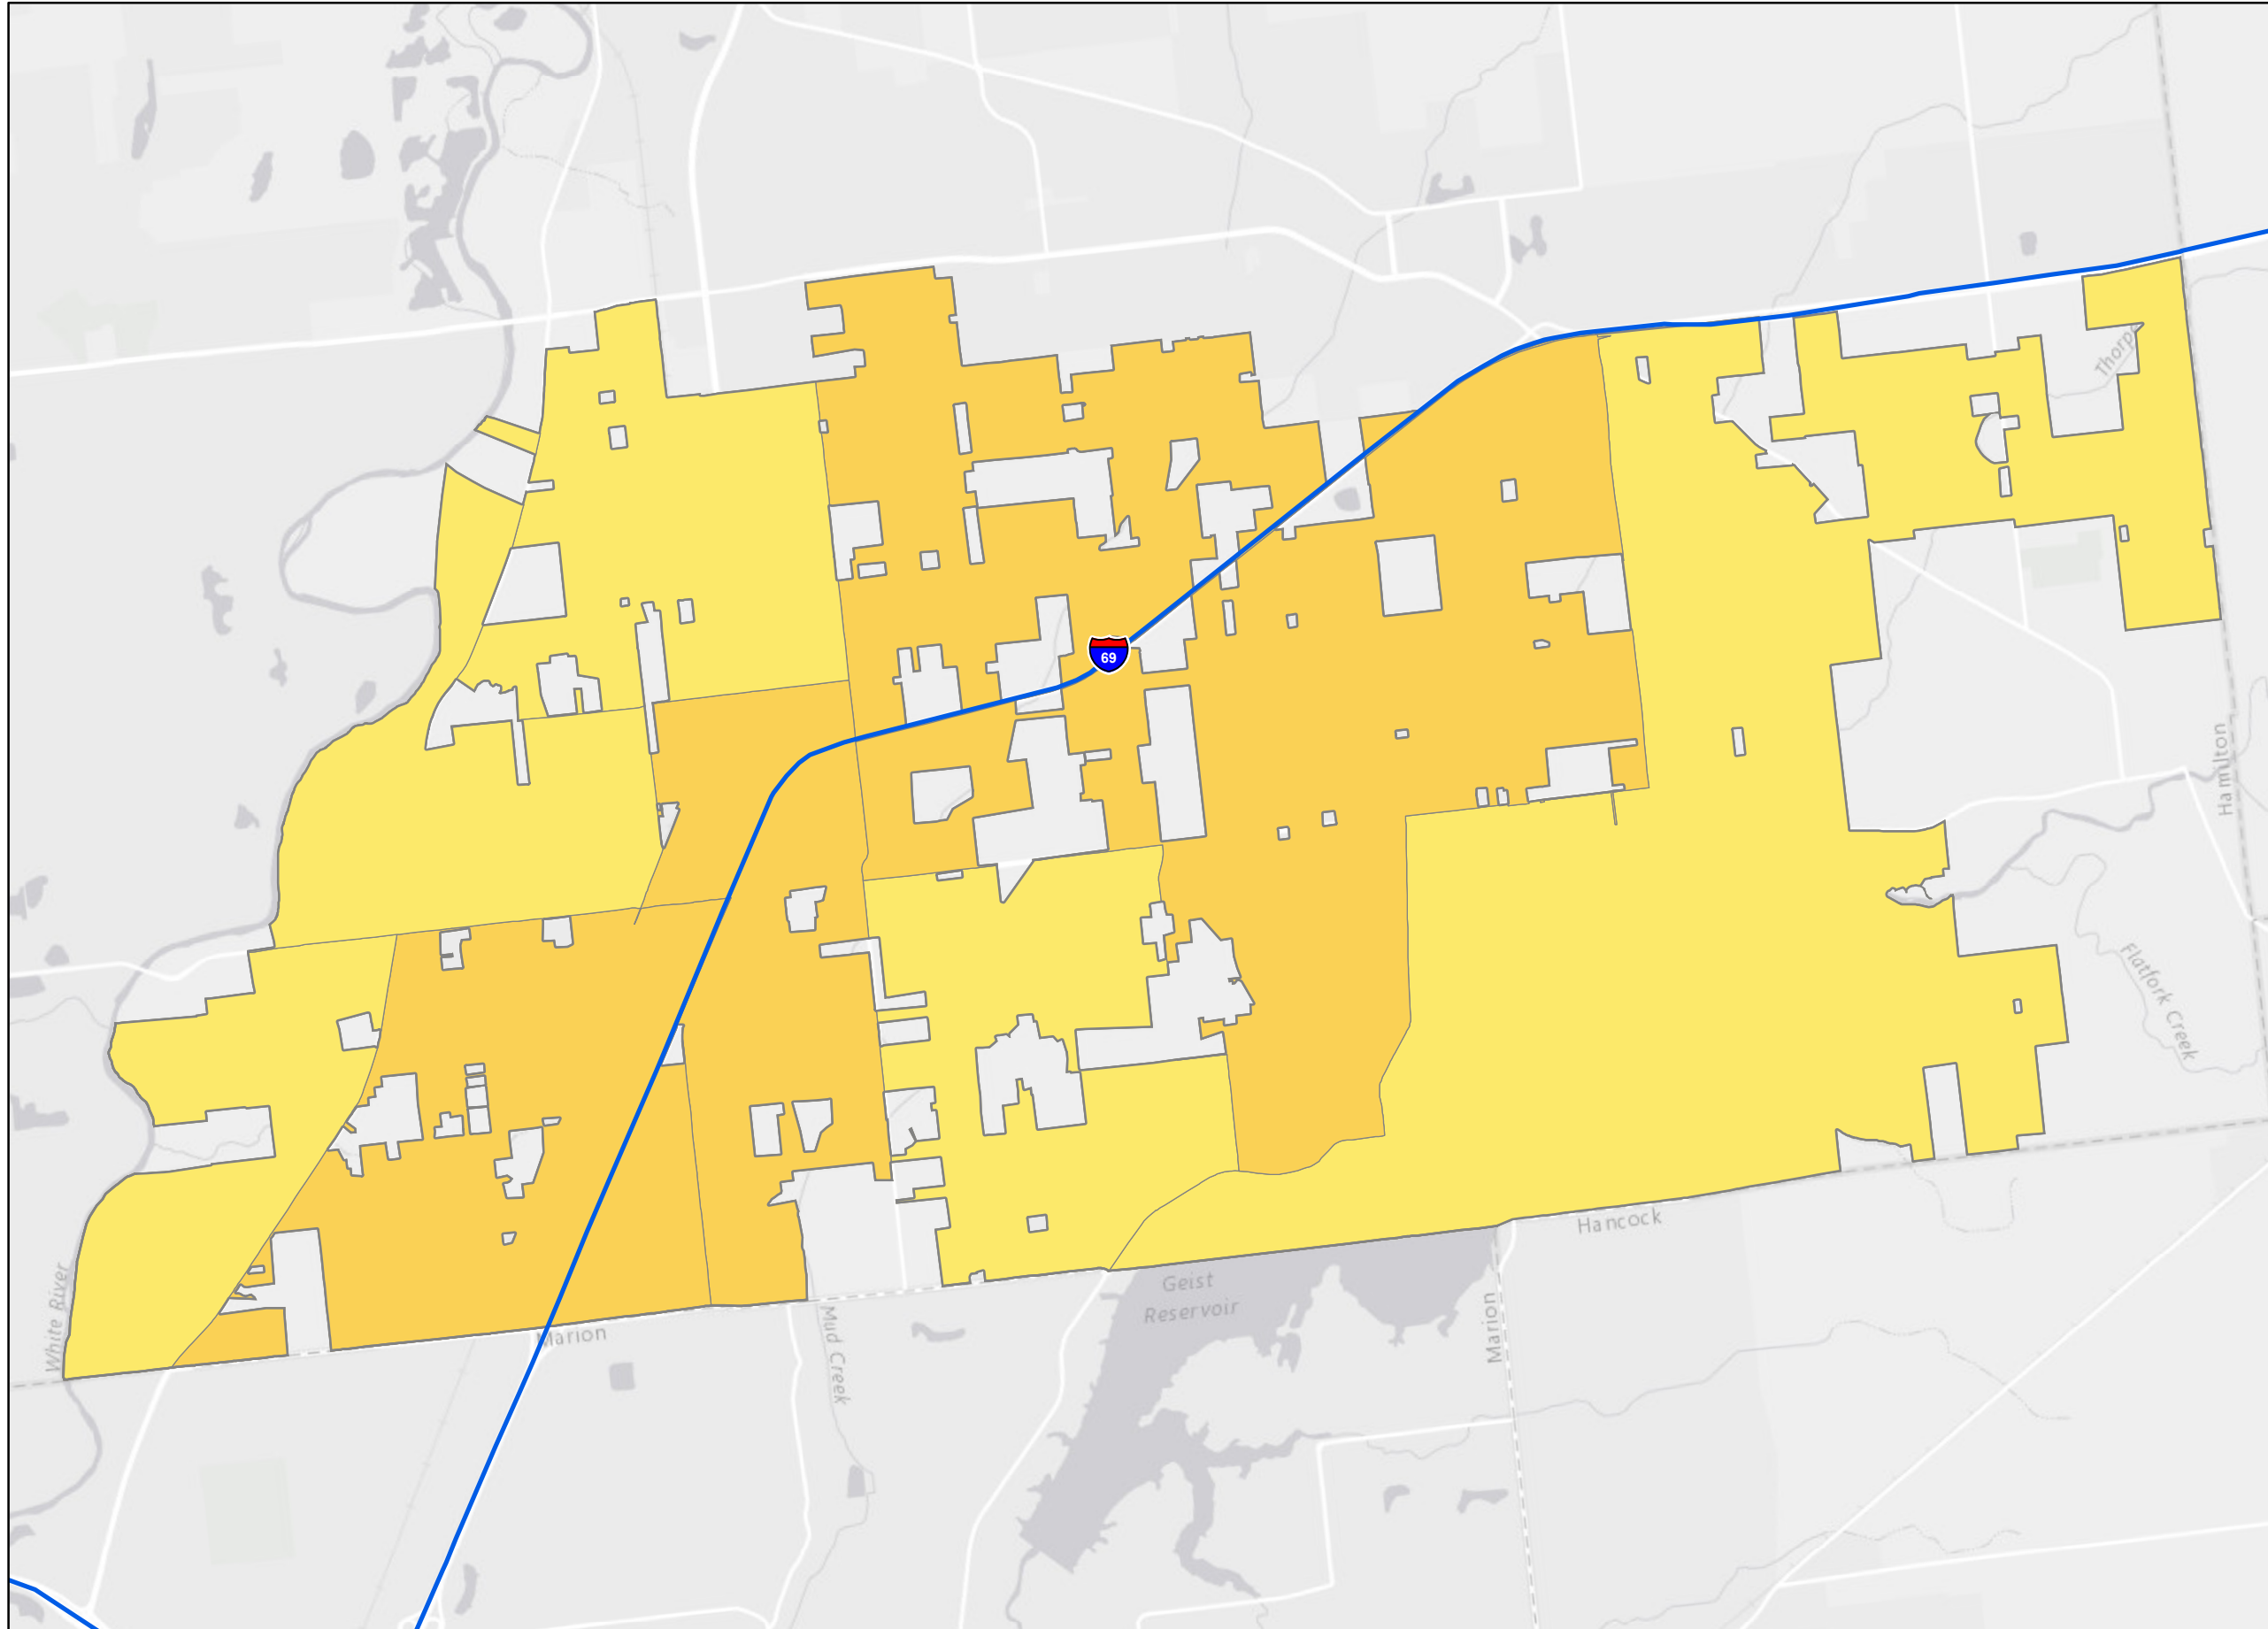 Thorpe
69
Hamilton
Flatfork Creek
Hancock
White River
Geist
Reservoir
Marion
Mud Creek
Marion